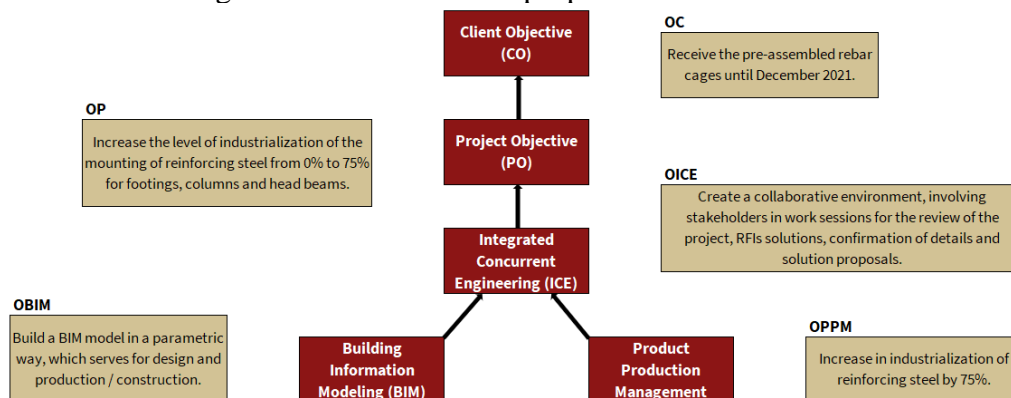 Client Objective
(CO)
OC
Receive the pre-assembled rebar
cages until December 2021.
OP
Increase the level of industrialization of the
mounting of reinforcing steel from 0% to 75%
for footings, columns and head beams.
Project Objective
(PO)
OICE
Create a collaborative environment, involving
stakeholders in work sessions for the review of the
project, RFIs solutions, confirmation of details and
solution proposals.
Integrated
Concurrent
Engineering (ICE)
OBIM
Build a BIM model in a parametric
way, which serves for design and
production / construction.
Building
Information
Modeling (BIM)
Product
Production
Management
OPPM
Increase in industrialization of
reinforcing steel by 75%.